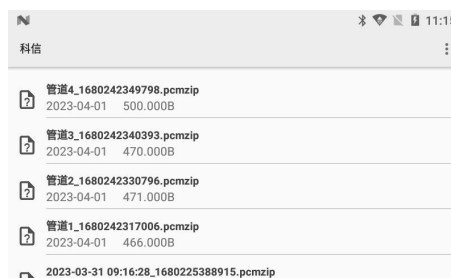 11:15
科信
管道4_1680242349798.pcmzip
2023-04-01 500.000B
管道3_1680242340393.pcmzip
2023-04-01 470.000B
管道2_1680242330796.pcmzip
2023-04-01 471.000B
管道1_1680242317006.pcmzip
2023-04-01 466.000B
2023-03-31 09:16:28_1680225388915.pcmzip